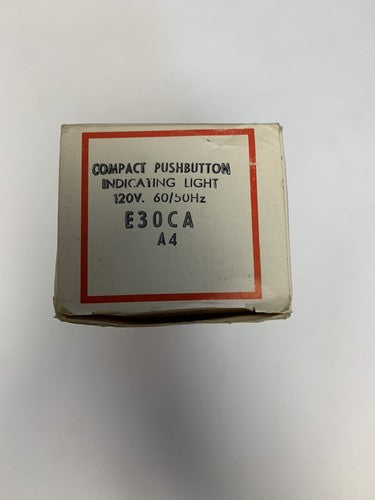 COMPACT PUSHBUTTON
INDICATING LIGHT
120V. 60/50Hz
E30CA
A4